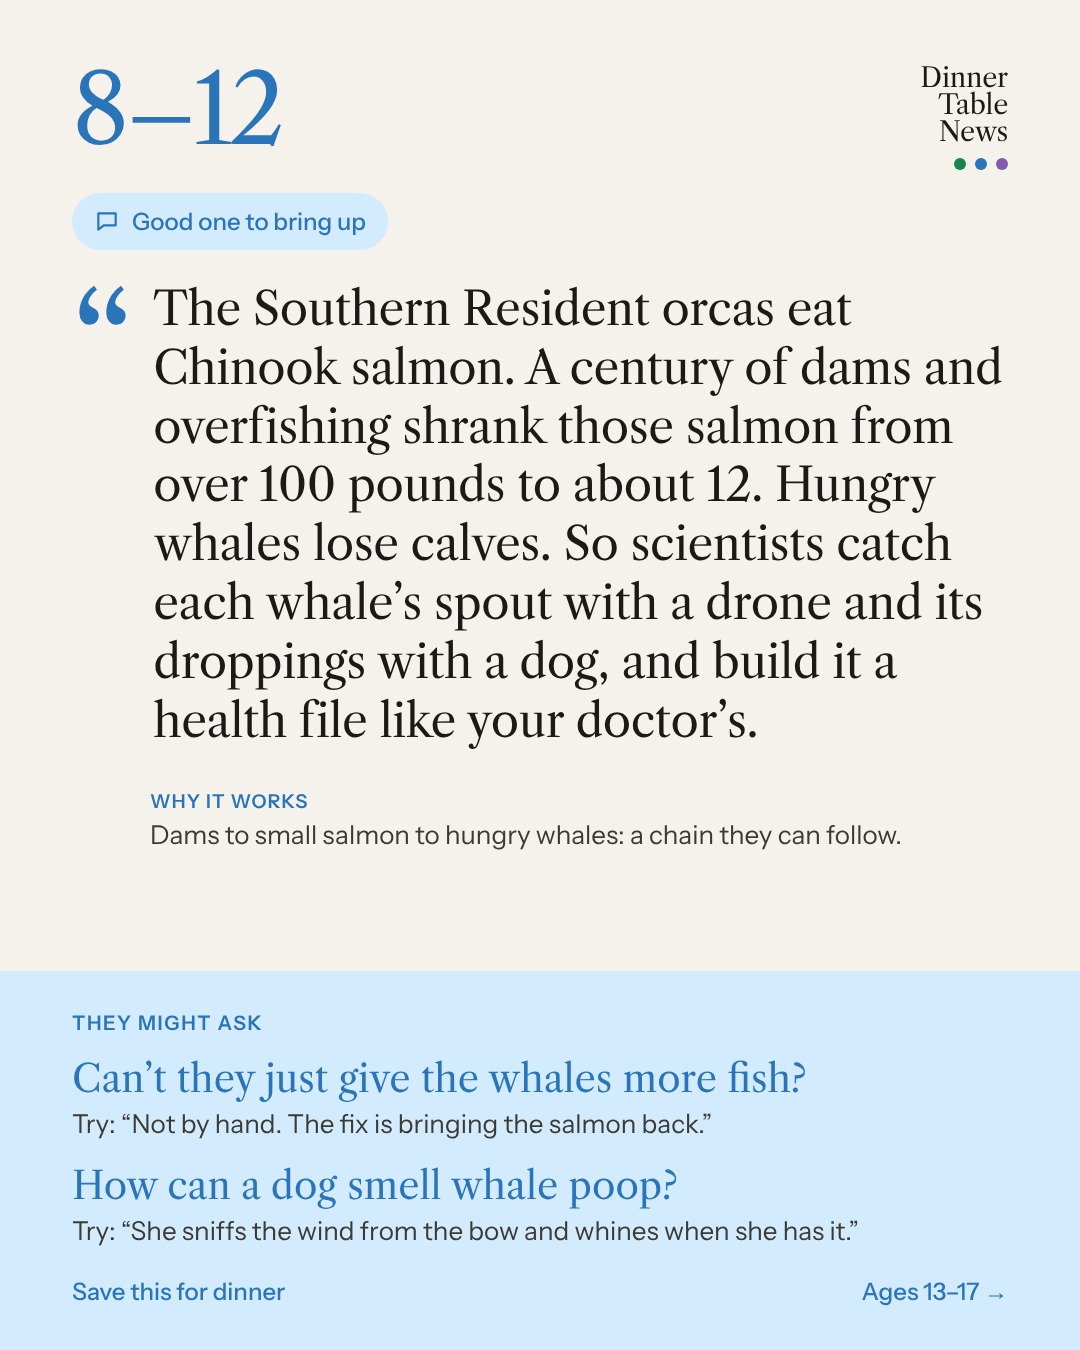 8–12
Dinner
Table
News
Good one to bring up
“ The Southern Resident orcas eat
Chinook salmon. A century of dams and
overfishing shrank those salmon from
over 100 pounds to about 12. Hungry
whales lose calves. So scientists catch
each whale’s spout with a drone and its
droppings with a dog, and build it a
health file like your doctor’s.
WHY IT WORKS
Dams to small salmon to hungry whales: a chain they can follow.
THEY MIGHT ASK
Can’t they just give the whales more fish?
Try: “Not by hand. The fix is bringing the salmon back.”
How can a dog smell whale poop?
Try: “She sniffs the wind from the bow and whines when she has it.”
Save this for dinner
Ages 13–17 →